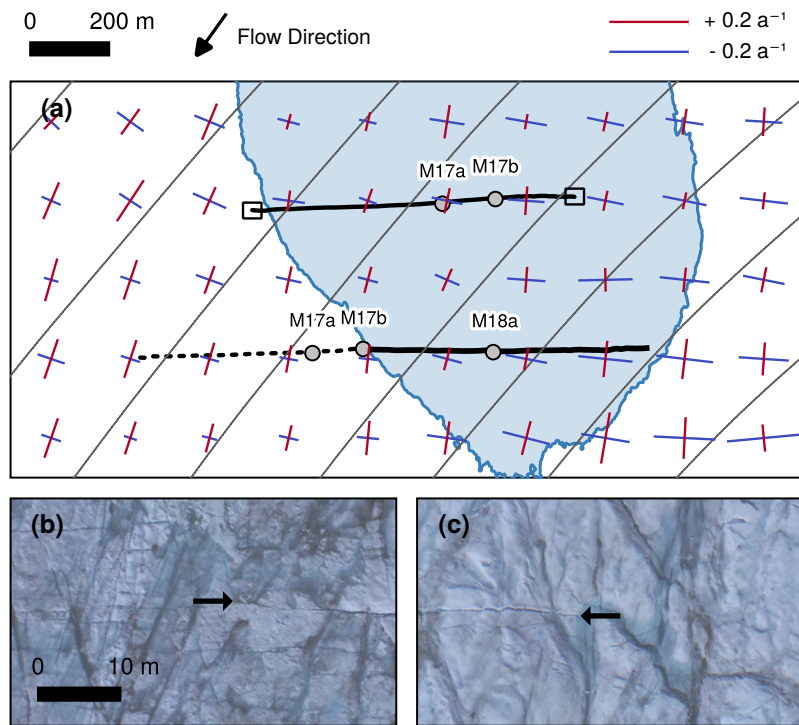 0 200 m
Flow Direction
+ 0.2 a⁻¹
- 0.2 a⁻¹
(a)
M17a
M17b
M17a
M17b
M18a
(b)
0 10 m
(c)